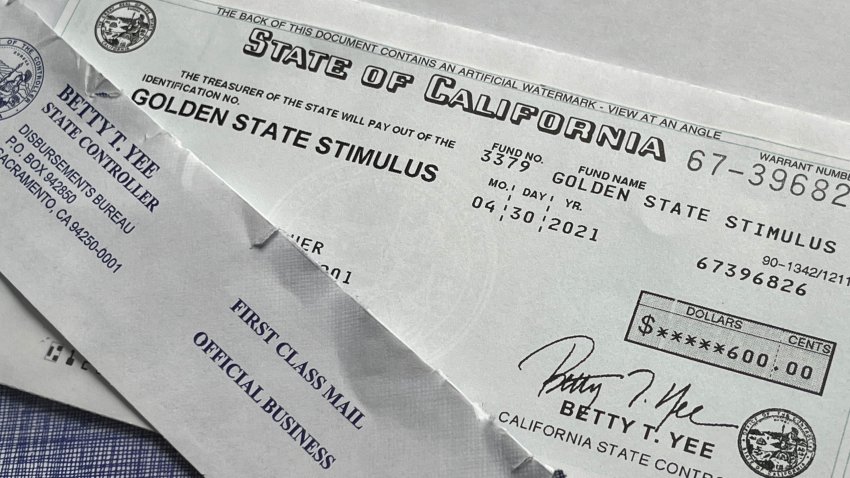 THE BACK OF THIS DOCUMENT CONTAINS AN ARTIFICIAL WATERMARK - VIEW AT AN ANGLE
STATE OF CALIFORNIA
THE TREASURER OF THE STATE WILL PAY OUT OF THE
IDENTIFICATION NO.
GOLDEN STATE STIMULUS
FUND NO.
3379
FUND NAME
GOLDEN STATE STIMULUS
WARRANT NUMBE
67-39682
MO. DAY YR.
04 30 2021
90-1342/1211
67396826
DOLLARS CENTS
$*****600.00
Betty T. Yee
BETTY T. YEE
CALIFORNIA STATE CONTR
BETTY T. YEE
STATE CONTROLLER
DISBURSEMENTS BUREAU
P.O. BOX 942850
SACRAMENTO, CA 94250-0001
FIRST CLASS MAIL
OFFICIAL BUSINESS